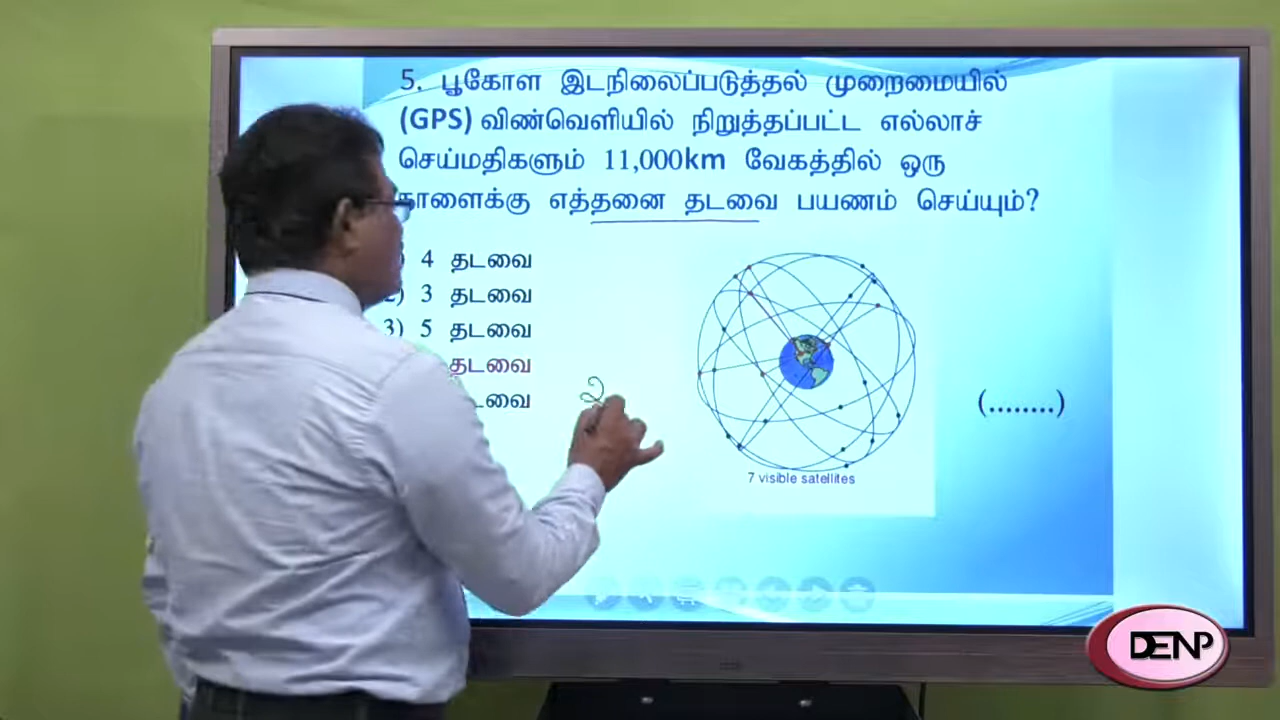 5. பூகோள இடநிலைப்படுத்தல் முறைமையில்
(GPS) விண்வெளியில் நிறுத்தப்பட்ட எல்லாச்
செய்மதிகளும் 11,000km வேகத்தில் ஒரு
எத்தனை தடவை பயணம் செய்யும்?
) 4 தடவை
2) 3 தடவை
3) 5 தடவை
தடவை
2
(........)
7 visible satellites
DENP